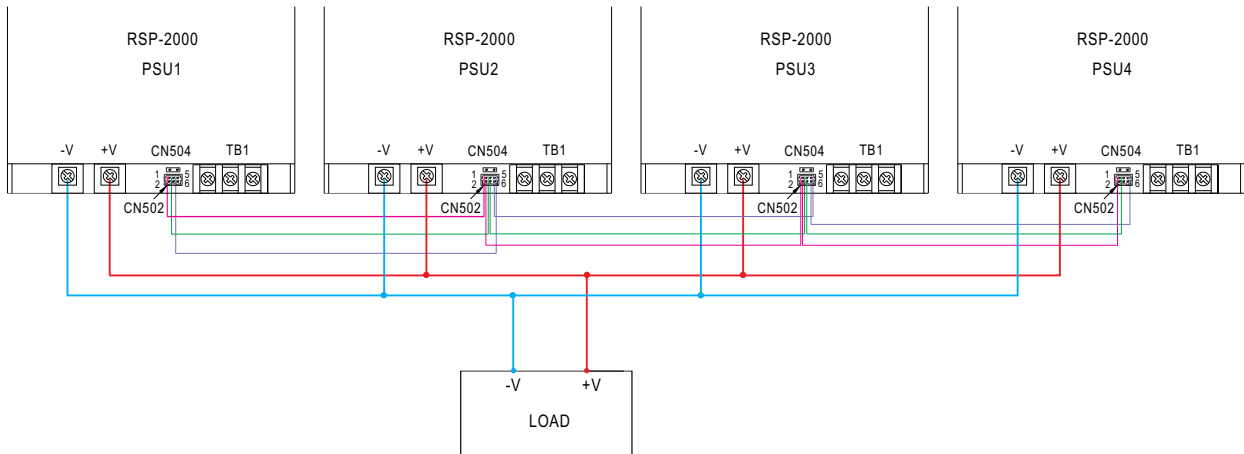 RSP-2000 RSP-2000 RSP-2000 RSP-2000
PSU1 PSU2 PSU3 PSU4
-V +V CN504 TB1 -V +V CN504 TB1 -V +V CN504 TB1 -V +V CN504 TB1
1 5 1 5 1 5 1 5
2 6 2 6 2 6 2 6
CN502 CN502 CN502 CN502
-V +V
LOAD